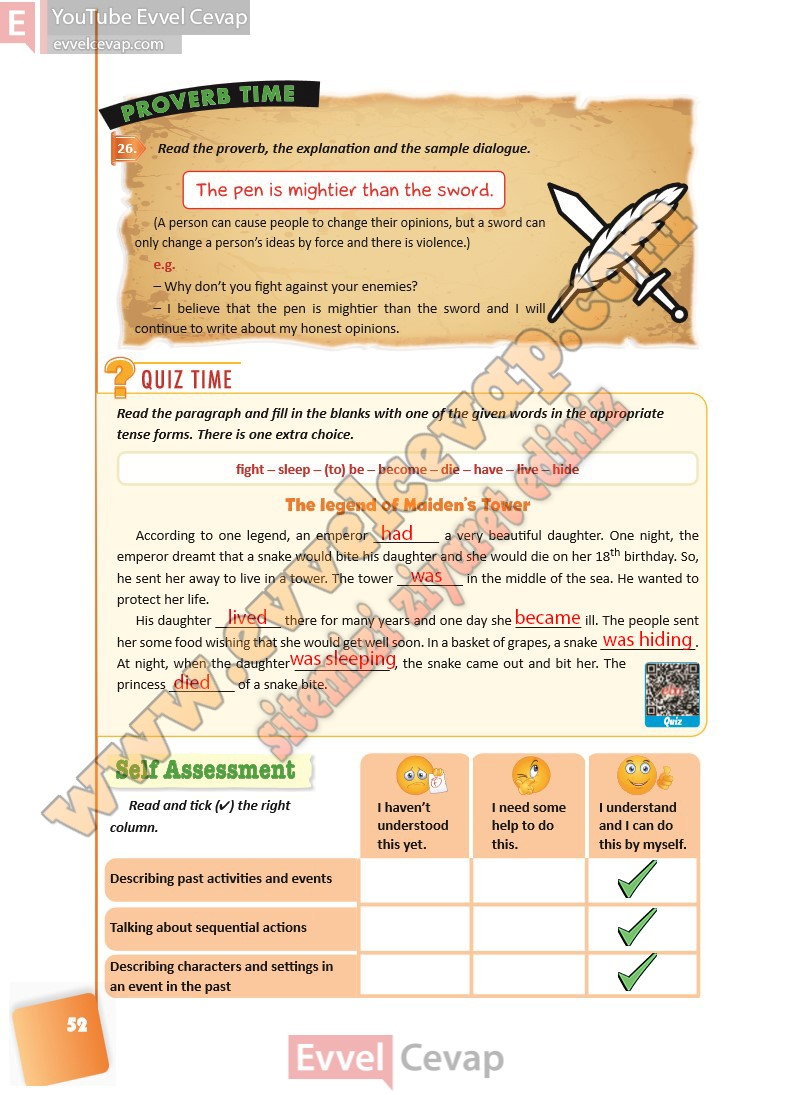 E YouTube Evvel Cevap
evvelcevap.com
PROVERB TIME
26. Read the proverb, the explanation and the sample dialogue.
The pen is mightier than the sword.
(A person can cause people to change their opinions, but a sword can
only change a person's ideas by force and there is violence.)
e.g.
– Why don't you fight against your enemies?
– I believe that the pen is mightier than the sword and I will
continue to write about my honest opinions.
? QUIZ TIME
Read the paragraph and fill in the blanks with one of the given words in the appropriate
tense forms. There is one extra choice.
fight – sleep – (to) be – become – die – have – live – hide
The legend of Maiden's Tower
According to one legend, an emperor had a very beautiful daughter. One night, the
emperor dreamt that a snake would bite his daughter and she would die on her 18th birthday. So,
he sent her away to live in a tower. The tower was in the middle of the sea. He wanted to
protect her life.
His daughter lived there for many years and one day she became ill. The people sent
her some food wishing that she would get well soon. In a basket of grapes, a snake was hiding.
At night, when the daughter was sleeping, the snake came out and bit her. The
princess died of a snake bite.
Quiz
www.evvelcevap.com
sitemizi ziyaret ediniz
Self Assessment
Read and tick (✔) the right
column.
I haven't
understood
this yet.
I need some
help to do
this.
I understand
and I can do
this by myself.
Describing past activities and events
Talking about sequential actions
Describing characters and settings in
an event in the past
52
Evvel Cevap